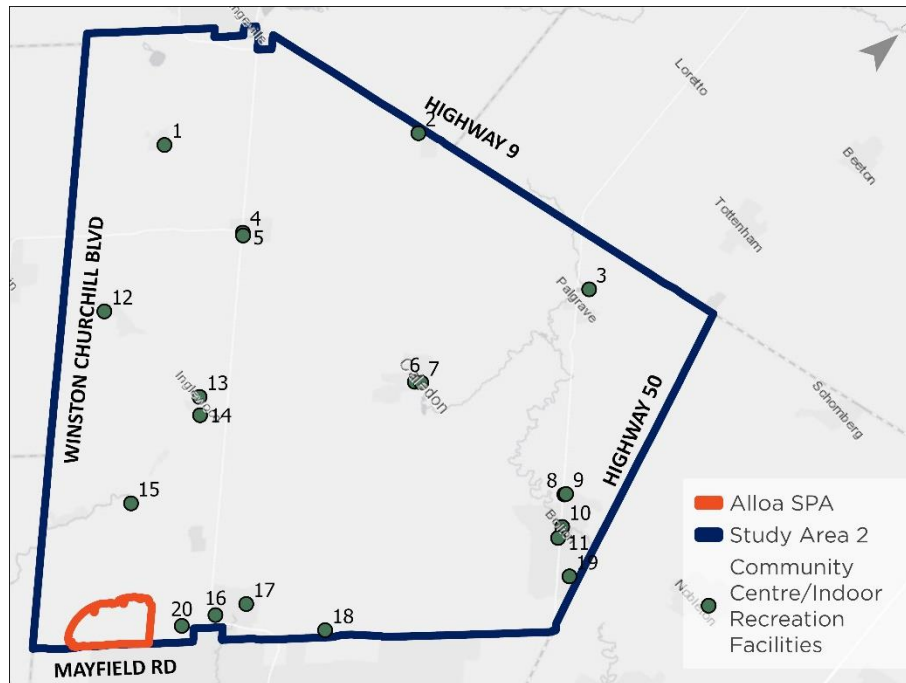 Loretto
HIGHWAY 9
Beeton
1
2
Tottenham
4
5
WINSTON CHURCHILL BLVD
3
Palgrave
12
6 7
Caledon
13
Inglewood
14
Schomberg
HIGHWAY 50
15
8 9
10
Bolton
11
19
Nobleton
17
16
20
18
MAYFIELD RD
Alloa SPA
Study Area 2
Community
Centre/Indoor
Recreation
Facilities